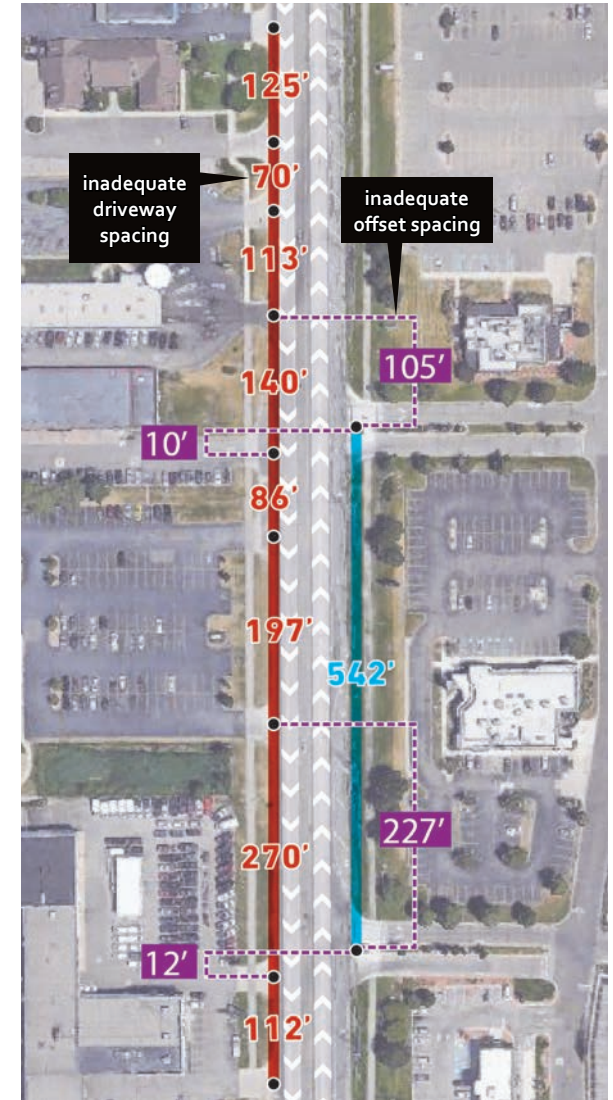 125’
inadequate
driveway
spacing
70’
inadequate
offset spacing
113’
105’
140’
10’
86’
197’
542’
227’
270’
12’
112’